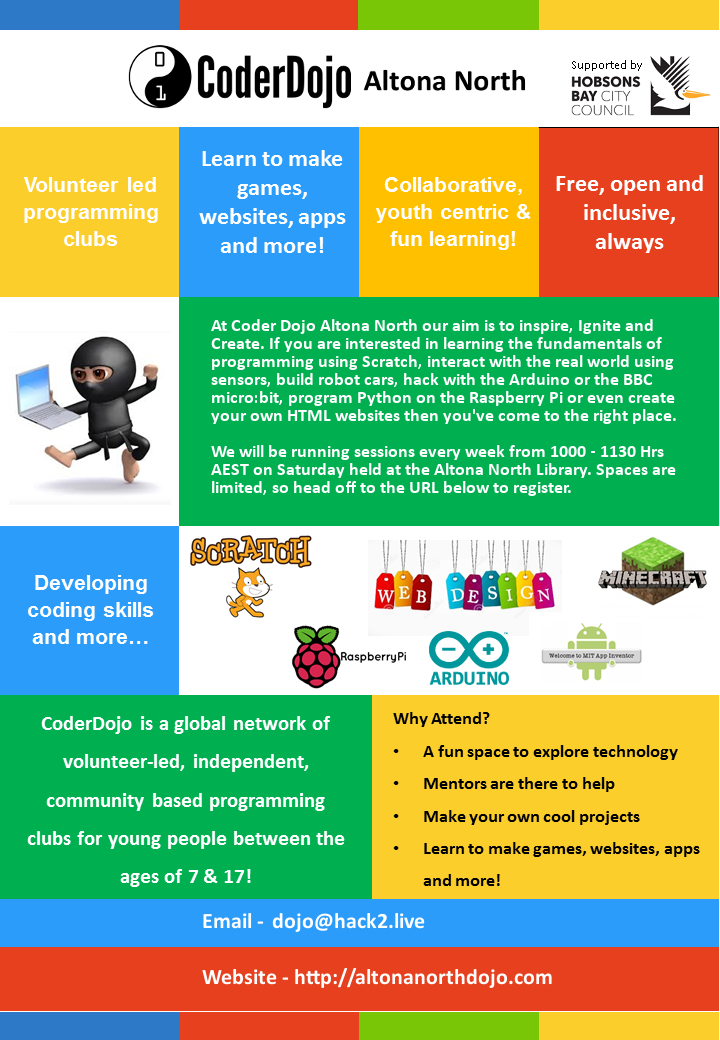 0
1
CoderDojo Altona North
Supported by
HOBSONS
BAY CITY
COUNCIL
Volunteer led
programming
clubs
Learn to make
games,
websites, apps
and more!
Collaborative,
youth centric &
fun learning!
Free, open and
inclusive,
always
At Coder Dojo Altona North our aim is to inspire, Ignite and
Create. If you are interested in learning the fundamentals of
programming using Scratch, interact with the real world using
sensors, build robot cars, hack with the Arduino or the BBC
micro:bit, program Python on the Raspberry Pi or even create
your own HTML websites then you've come to the right place.
We will be running sessions every week from 1000 - 1130 Hrs
AEST on Saturday held at the Altona North Library. Spaces are
limited, so head off to the URL below to register.
Developing
coding skills
and more...
SCRATCH
WEB DESIGN
MINECRAFT
RaspberryPi
ARDUINO
Welcome to MIT App Inventor
CoderDojo is a global network of
volunteer-led, independent,
community based programming
clubs for young people between the
ages of 7 & 17!
Why Attend?
• A fun space to explore technology
• Mentors are there to help
• Make your own cool projects
• Learn to make games, websites, apps
and more!
Email - dojo@hack2.live
Website - http://altonanorthdojo.com